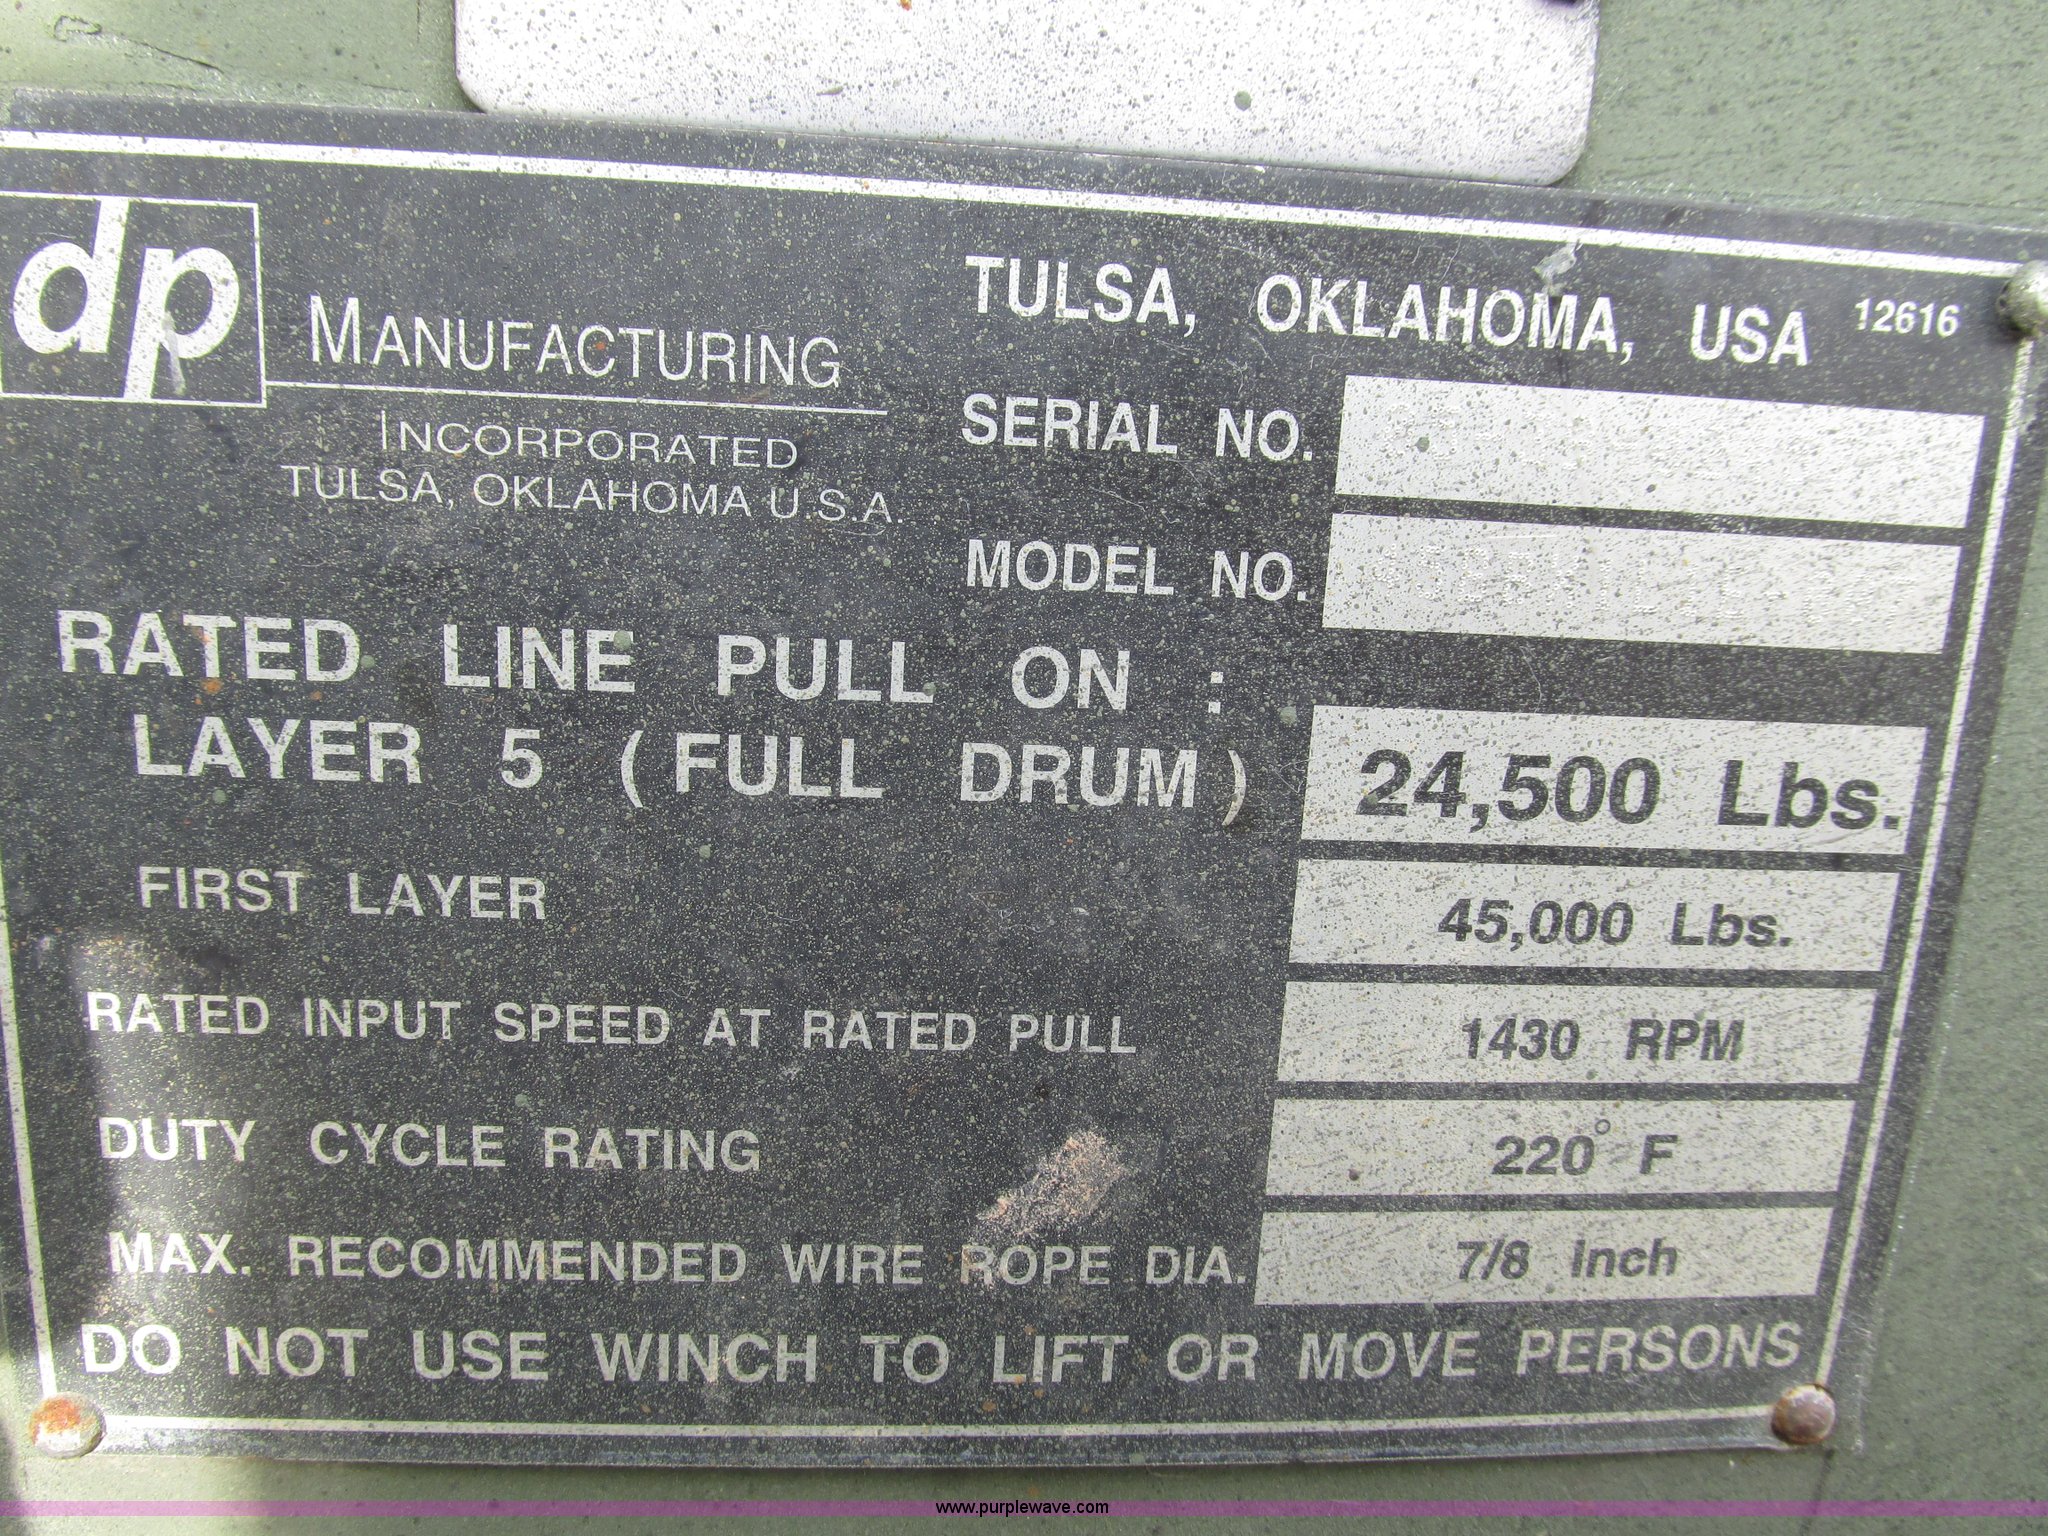 dp MANUFACTURING
INCORPORATED
TULSA, OKLAHOMA U.S.A.
TULSA, OKLAHOMA, USA 12616
SERIAL NO.
MODEL NO.
RATED LINE PULL ON :
LAYER 5 (FULL DRUM) 24,500 Lbs.
FIRST LAYER 45,000 Lbs.
RATED INPUT SPEED AT RATED PULL 1430 RPM
DUTY CYCLE RATING 220° F
MAX. RECOMMENDED WIRE ROPE DIA. 7/8 inch
DO NOT USE WINCH TO LIFT OR MOVE PERSONS
www.purplewave.com